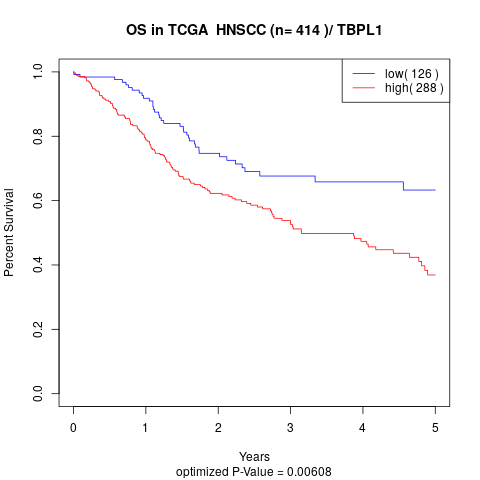 OS in TCGA  HNSCC (n= 414 )/ TBPL1
low( 126 )
high( 288 )
Percent Survival
1.0
0.8
0.6
0.4
0.2
0.0
0 1 2 3 4 5
Years
optimized P-Value = 0.00608